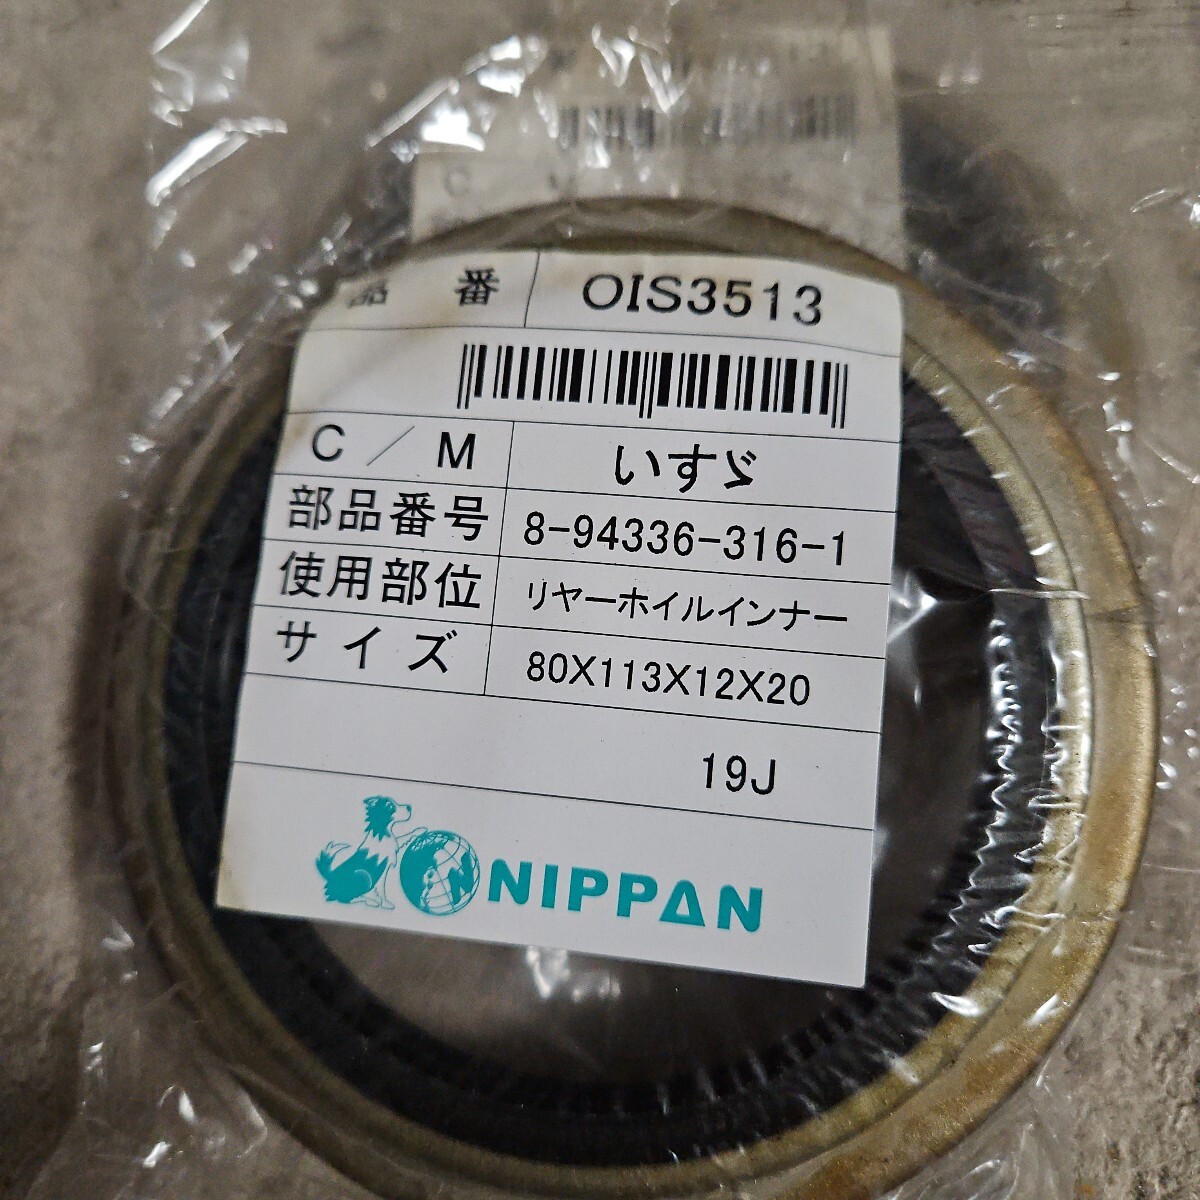 品番 OIS3513
C／M いすゞ
部品番号 8-94336-316-1
使用部位 リヤーホイルインナー
サイズ 80X113X12X20
19J
NIPPAN